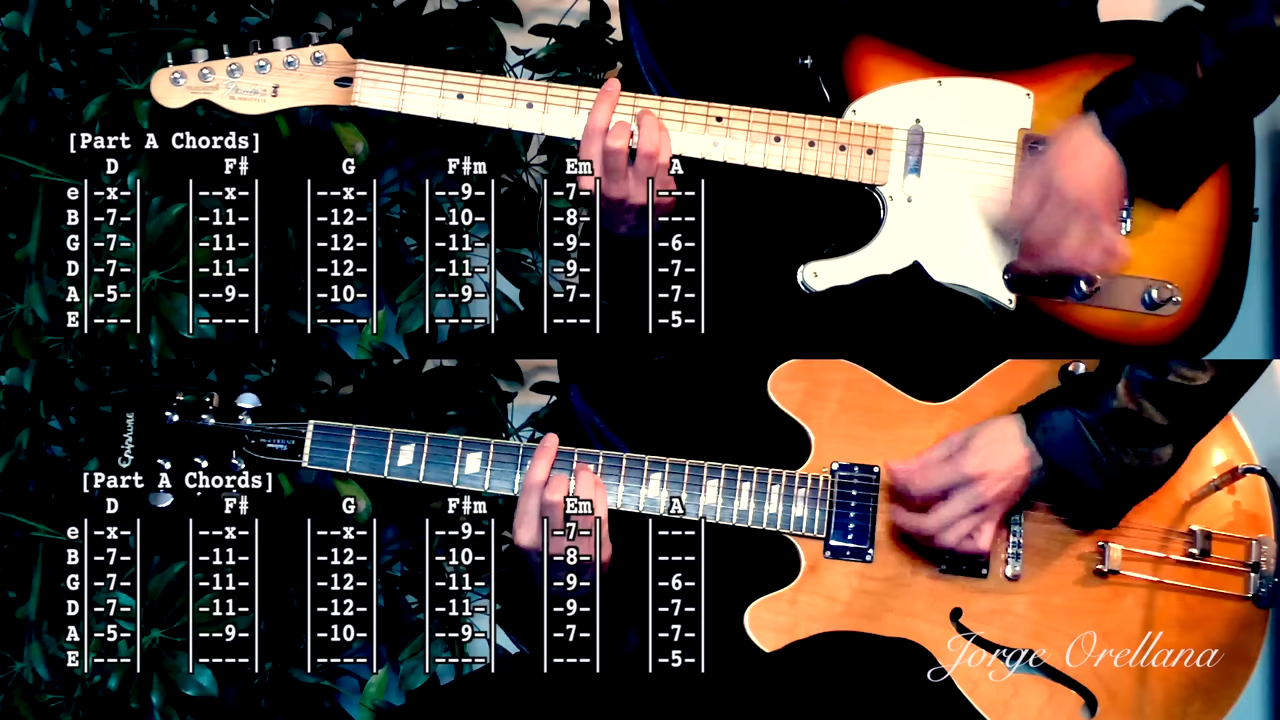 Fender
[Part A Chords]
D F# G F#m Em A
e|-x-| |--x-| |--x-| |--9-| |-7-| |---|
B|-7-| |-11-| |-12-| |-10-| |-8-| |---|
G|-7-| |-11-| |-12-| |-11-| |-9-| |-6-|
D|-7-| |-11-| |-12-| |-11-| |-9-| |-7-|
A|-5-| |--9-| |-10-| |--9-| |-7-| |-7-|
E|---| |----| |----| |----| |---| |-5-|
Epiphone
[Part A Chords]
D F# G F#m Em A
e|-x-| |--x-| |--x-| |--9-| |-7-| |---|
B|-7-| |-11-| |-12-| |-10-| |-8-| |---|
G|-7-| |-11-| |-12-| |-11-| |-9-| |-6-|
D|-7-| |-11-| |-12-| |-11-| |-9-| |-7-|
A|-5-| |--9-| |-10-| |--9-| |-7-| |-7-|
E|---| |----| |----| |----| |---| |-5-|
Jorge Orellana